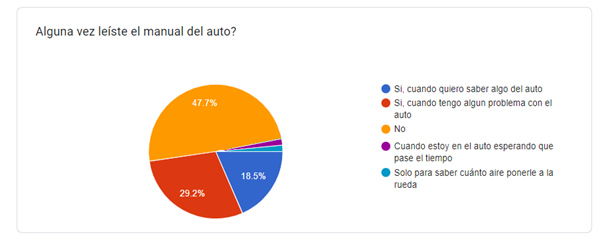 Alguna vez leíste el manual del auto?
47.7%
18.5%
29.2%
Si, cuando quiero saber algo del auto
Si, cuando tengo algun problema con el
auto
No
Cuando estoy en el auto esperando que
pase el tiempo
Solo para saber cuánto aire ponerle a la
rueda